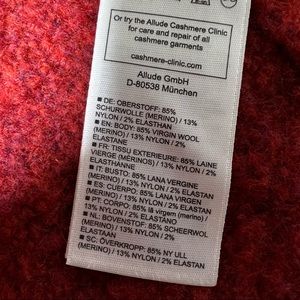 Or try the Allude Cashmere Clinic
for care and repair of all
cashmere garments
cashmere-clinic.com
Allude GmbH
D-80538 München
■ DE: OBERSTOFF: 85%
SCHURWOLLE (MERINO) / 13%
NYLON / 2% ELASTHAN
■ EN: BODY: 85% VIRGIN WOOL
(MERINO) / 13% NYLON / 2%
ELASTANE
■ FR: TISSU EXTERIEURE: 85% LAINE
VIERGE (MÉRINOS) / 13% NYLON / 2%
ELASTHANNE
■ IT: BUSTO: 85% LANA VERGINE
(MERINO) / 13% NYLON / 2% ELASTAN
■ ES: CUERPO: 85% LANA VIRGEN
(MERINO) / 13% NYLON / 2% ELASTAN
■ PT: CORPO: 85% lã virgem (merino) /
13% NYLON / 2% ELASTANO
■ NL: BOVENSTOF: 85% SCHEERWOL
(MERINO) / 13% NYLON / 2%
ELASTAAN
■ SC: ÖVERKROPP: 85% NY ULL
(MERINO) / 13% NYLON / 2% ELASTAN